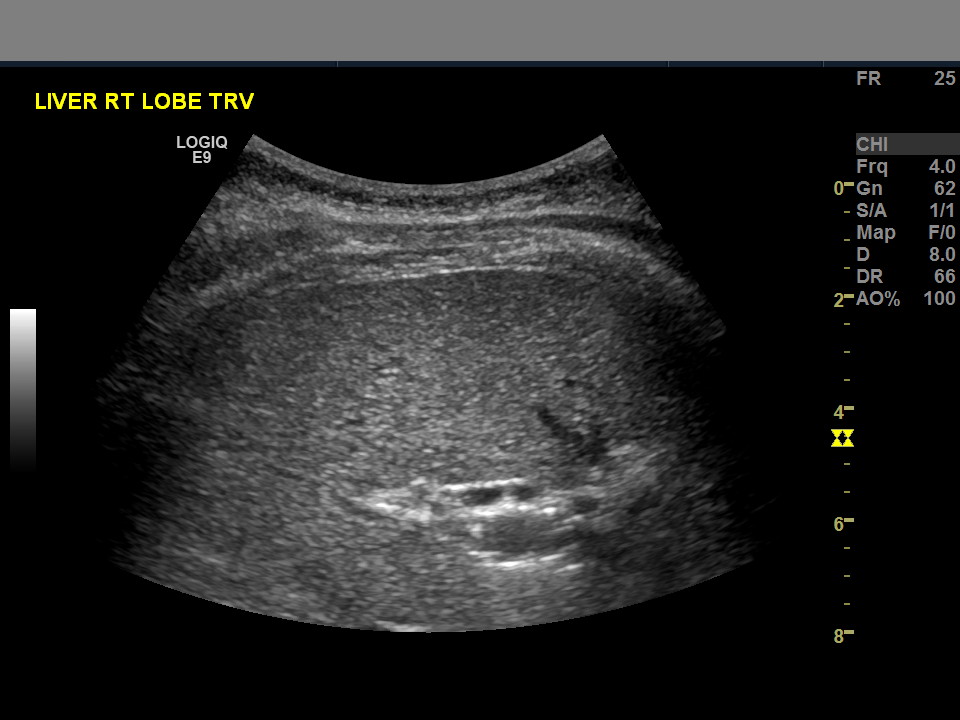 FR 25
LIVER RT LOBE TRV
LOGIQ
E9
CHI
Frq 4.0
0 Gn 62
S/A 1/1
Map F/0
D 8.0
DR 66
2 AO% 100
4
6
8